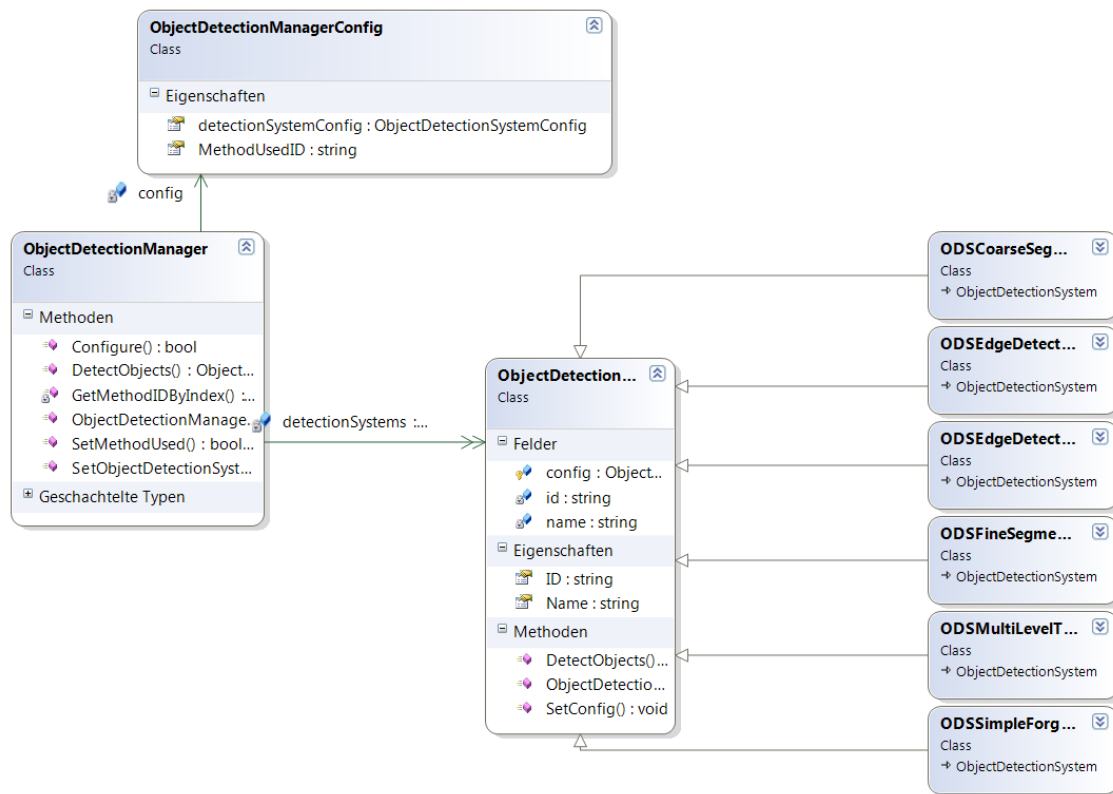 ObjectDetectionManagerConfig
Class
Eigenschaften
detectionSystemConfig : ObjectDetectionSystemConfig
MethodUsedID : string
config
ObjectDetectionManager
Class
Methoden
Configure() : bool
DetectObjects() : Object...
GetMethodIDByIndex() :...
ObjectDetectionManage...
SetMethodUsed() : bool...
SetObjectDetectionSyst...
Geschachtelte Typen
detectionSystems :...
ObjectDetection...
Class
Felder
config : Object...
id : string
name : string
Eigenschaften
ID : string
Name : string
Methoden
DetectObjects()...
ObjectDetectio...
SetConfig() : void
ODSCoarseSeg...
Class
ObjectDetectionSystem
ODSEdgeDetect...
Class
ObjectDetectionSystem
ODSEdgeDetect...
Class
ObjectDetectionSystem
ODSFineSegme...
Class
ObjectDetectionSystem
ODSMultiLevelT...
Class
ObjectDetectionSystem
ODSSimpleForg...
Class
ObjectDetectionSystem